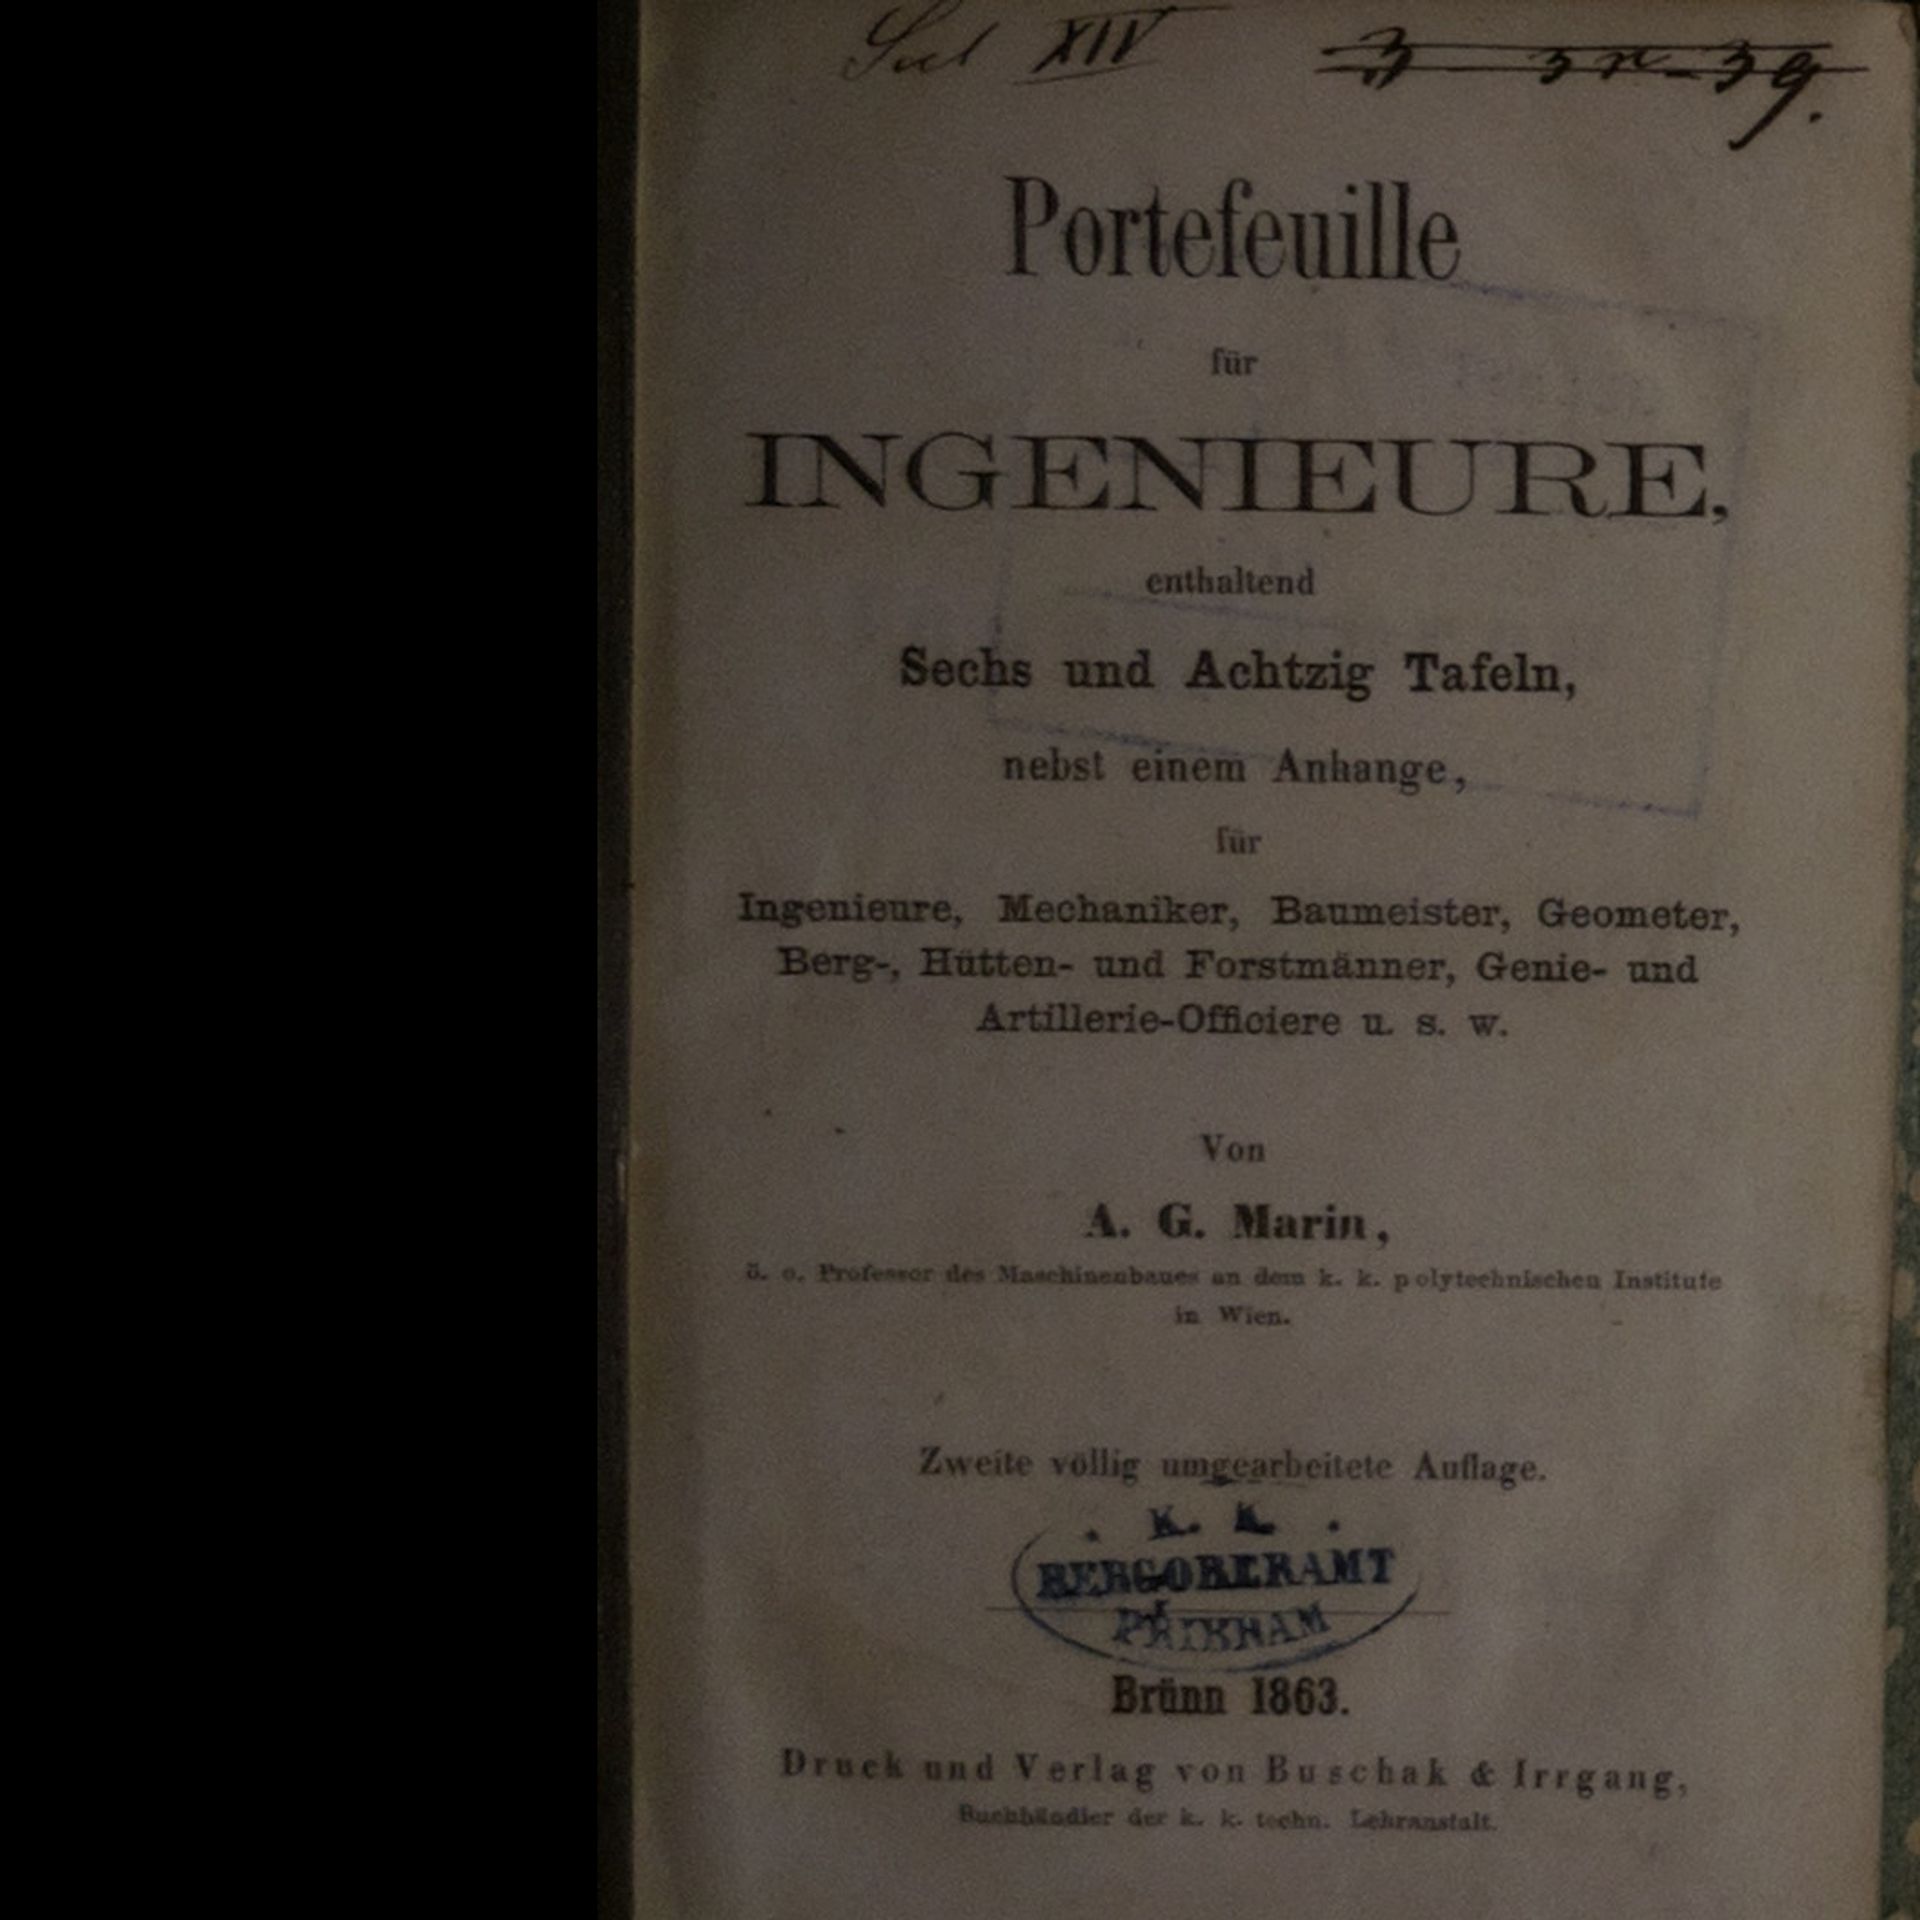 XIV
Portefeuille
für
INGENIEURE,
enthaltend
Sechs und Achtzig Tafeln,
nebst einem Anhange,
für
Ingenieure, Mechaniker, Baumeister, Geometer,
Berg-, Hütten- und Forstmänner, Genie- und
Artillerie-Officiere u. s. w.
Von
A. G. Marin,
ö. o. Professor des Maschinenbaues an dem k. k. polytechnischen Institute
in Wien.
Zweite völlig umgearbeitete Auflage.
K. K.
BERGOBERAMT
PŘIBRAM
Brünn 1863.
Druck und Verlag von Buschak & Irrgang,
Buchhändler der k. k. techn. Lehranstalt.